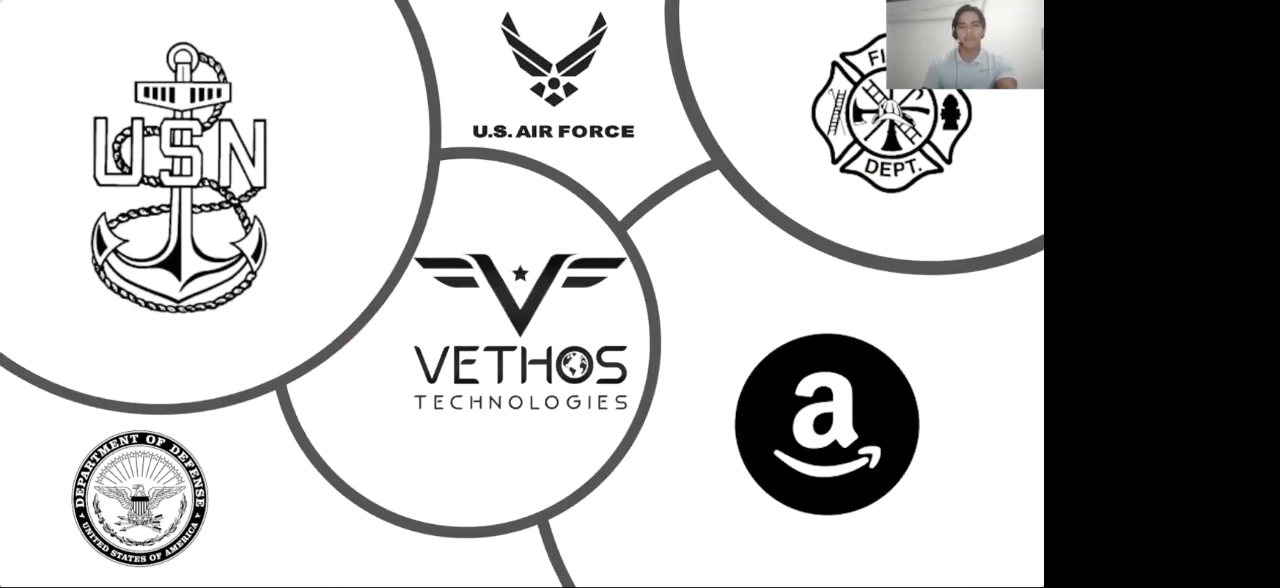 USN
U.S. AIR FORCE
DEPT.
VETHOS
TECHNOLOGIES
a
DEPARTMENT OF DEFENSE
UNITED STATES OF AMERICA